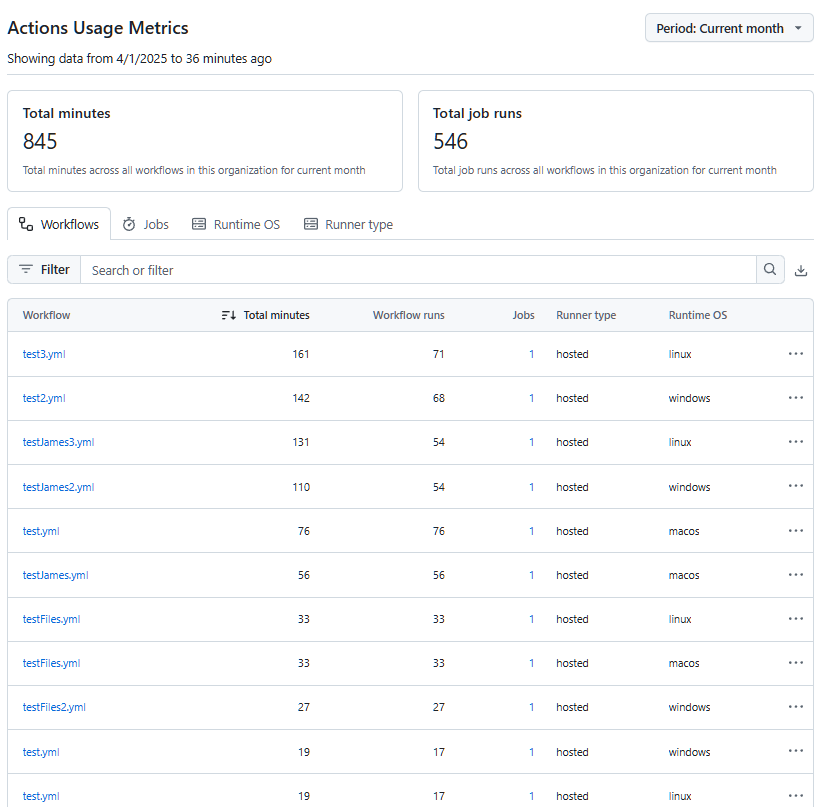 Actions Usage Metrics
Period: Current month
Showing data from 4/1/2025 to 36 minutes ago
Total minutes
845
Total minutes across all workflows in this organization for current month
Total job runs
546
Total job runs across all workflows in this organization for current month
Workflows Jobs Runtime OS Runner type
Filter Search or filter
Workflow Total minutes Workflow runs Jobs Runner type Runtime OS
test3.yml 161 71 1 hosted linux
test2.yml 142 68 1 hosted windows
testJames3.yml 131 54 1 hosted linux
testJames2.yml 110 54 1 hosted windows
test.yml 76 76 1 hosted macos
testJames.yml 56 56 1 hosted macos
testFiles.yml 33 33 1 hosted linux
testFiles.yml 33 33 1 hosted macos
testFiles2.yml 27 27 1 hosted windows
test.yml 19 17 1 hosted windows
test.yml 19 17 1 hosted linux